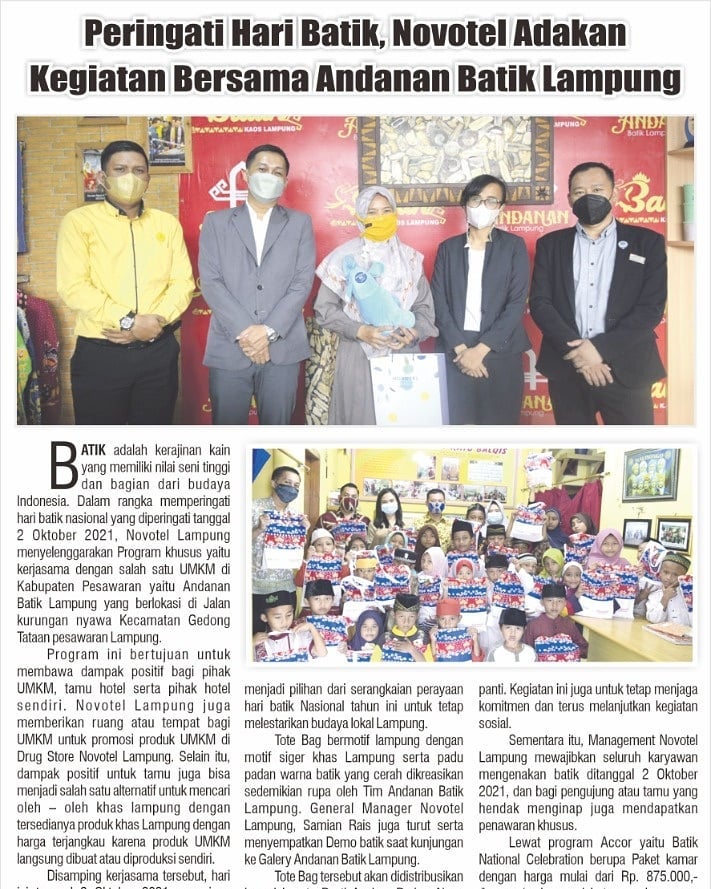 Peringati Hari Batik, Novotel Adakan
Kegiatan Bersama Andanan Batik Lampung
KAOS LAMPUNG
ANDANAN
Batik Lampung
BATIK adalah kerajinan kain
yang memiliki nilai seni tinggi
dan bagian dari budaya
Indonesia. Dalam rangka memperingati
hari batik nasional yang diperingati tanggal
2 Oktober 2021, Novotel Lampung
menyelenggarakan Program khusus yaitu
kerjasama dengan salah satu UMKM di
Kabupaten Pesawaran yaitu Andanan
Batik Lampung yang berlokasi di Jalan
kurungan nyawa Kecamatan Gedong
Tataan pesawaran Lampung.
Program ini bertujuan untuk
membawa dampak positif bagi pihak
UMKM, tamu hotel serta pihak hotel
sendiri. Novotel Lampung juga
memberikan ruang atau tempat bagi
UMKM untuk promosi produk UMKM di
Drug Store Novotel Lampung. Selain itu,
dampak positif untuk tamu juga bisa
menjadi salah satu alternatif untuk mencari
oleh – oleh khas lampung dengan
tersedianya produk khas Lampung dengan
harga terjangkau karena produk UMKM
langsung dibuat atau diproduksi sendiri.
Disamping kerjasama tersebut, hari
menjadi pilihan dari serangkaian perayaan
hari batik Nasional tahun ini untuk tetap
melestarikan budaya lokal Lampung.
Tote Bag bermotif lampung dengan
motif siger khas Lampung serta padu
padan warna batik yang cerah dikreasikan
sedemikian rupa oleh Tim Andanan Batik
Lampung. General Manager Novotel
Lampung, Samian Rais juga turut serta
menyempatkan Demo batik saat kunjungan
ke Galery Andanan Batik Lampung.
Tote Bag tersebut akan didistribusikan
panti. Kegiatan ini juga untuk tetap menjaga
komitmen dan terus melanjutkan kegiatan
sosial.
Sementara itu, Management Novotel
Lampung mewajibkan seluruh karyawan
mengenakan batik ditanggal 2 Oktober
2021, dan bagi pengujung atau tamu yang
hendak menginap juga mendapatkan
penawaran khusus.
Lewat program Accor yaitu Batik
National Celebration berupa Paket kamar
dengan harga mulai dari Rp. 875.000,-